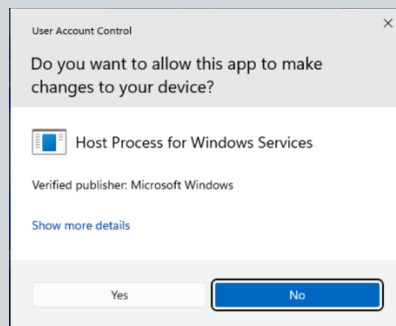 User Account Control
Do you want to allow this app to make
changes to your device?
Host Process for Windows Services
Verified publisher: Microsoft Windows
Show more details
Yes
No